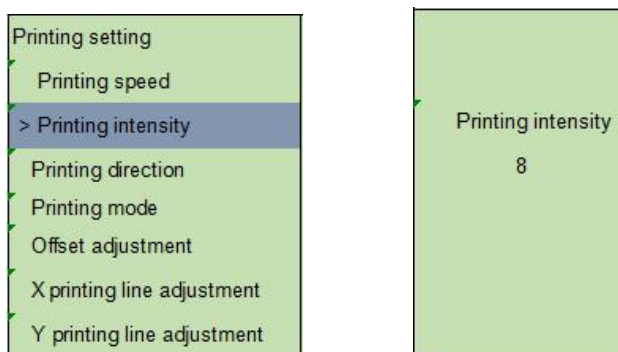 Printing setting
Printing speed
> Printing intensity
Printing direction
Printing mode
Offset adjustment
X printing line adjustment
Y printing line adjustment
Printing intensity
8